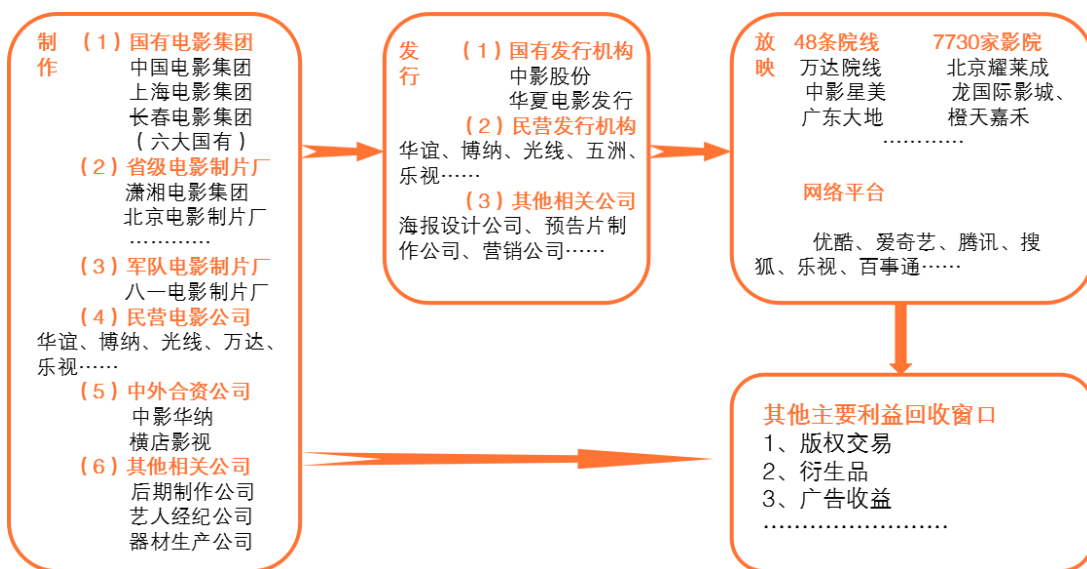 制作
（1）国有电影集团
中国电影集团
上海电影集团
长春电影集团
（六大国有）
（2）省级电影制片厂
潇湘电影集团
北京电影制片厂
…………
（3）军队电影制片厂
八一电影制片厂
（4）民营电影公司
华谊、博纳、光线、万达、
乐视……
（5）中外合资公司
中影华纳
横店影视
（6）其他相关公司
后期制作公司
艺人经纪公司
器材生产公司
发行
（1）国有发行机构
中影股份
华夏电影发行
（2）民营发行机构
华谊、博纳、光线、五洲、
乐视……
（3）其他相关公司
海报设计公司、预告片制
作公司、营销公司……
放映
48条院线
万达院线
中影星美
广东大地
7730家影院
北京耀莱成
龙国际影城、
橙天嘉禾
…………
网络平台
优酷、爱奇艺、腾讯、搜
狐、乐视、百事通……
其他主要利益回收窗口
1、版权交易
2、衍生品
3、广告收益
……………………